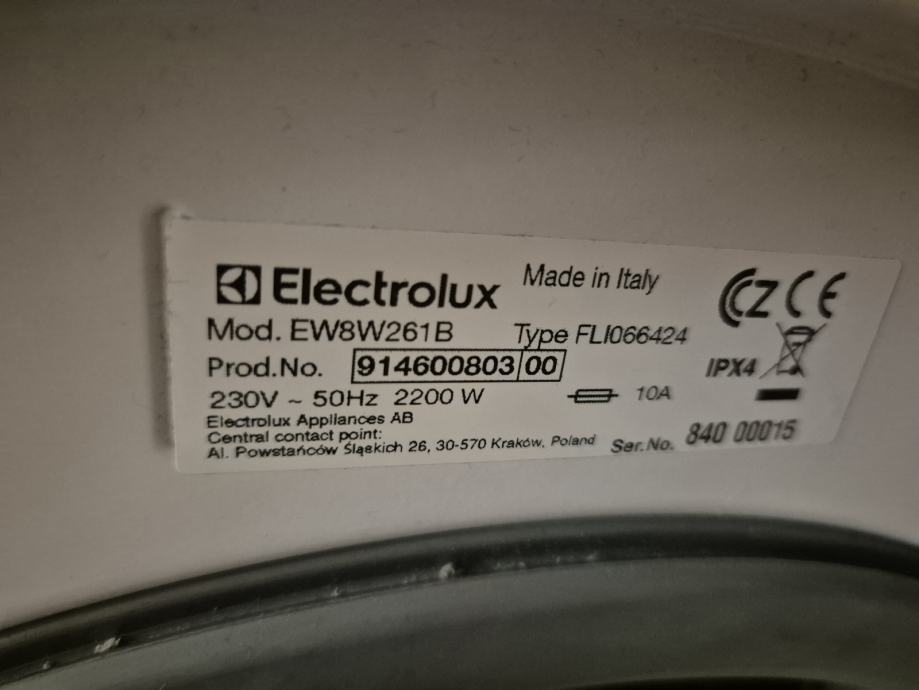 Electrolux Made in Italy
Mod. EW8W261B Type FLI066424
Prod.No. 914600803 00
IPX4
230V ~ 50Hz 2200 W 10A
Electrolux Appliances AB
Central contact point:
Al. Powstańców Śląskich 26, 30-570 Kraków, Poland
Ser.No. 840 00015